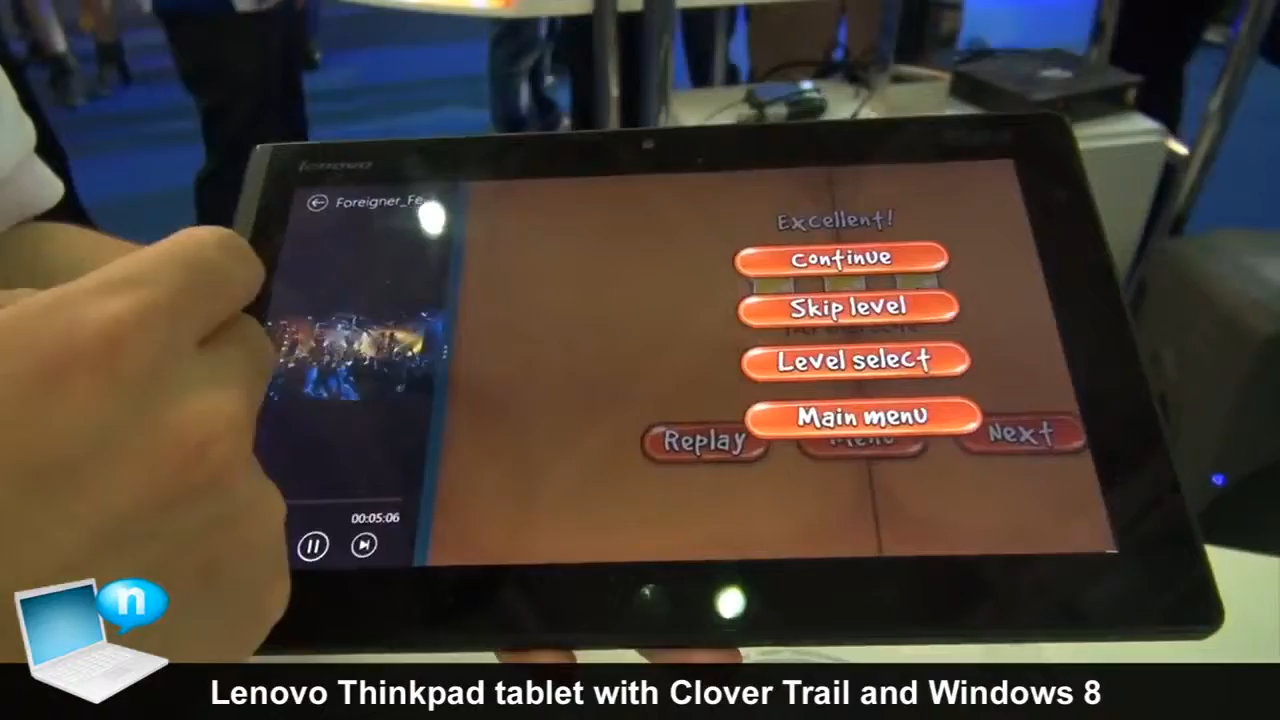 lenovo
Foreigner_Fe...
Excellent!
Continue
Skip level
Level select
Main menu
Replay
Menu
Next
00:05:06
n
Lenovo Thinkpad tablet with Clover Trail and Windows 8